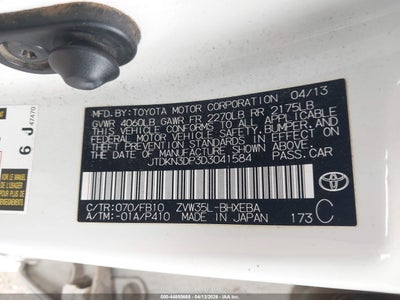 MFD.BY:TOYOTA MOTOR CORPORATION 04/13
GVWR 4060LB GAWR FR 2270LB RR 2175LB
THIS VEHICLE CONFORMS TO ALL APPLICABLE
FEDERAL MOTOR VEHICLE SAFETY, BUMPER, AND
THEFT PREVENTION STANDARDS IN EFFECT ON
THE DATE OF MANUFACTURE SHOWN ABOVE.
JTDKN3DP3D3041584 PASS.CAR
C/TR:070/FB10 ZVW35L-BHXEBA
A/TM:-01A/P410 MADE IN JAPAN 173 C
6 J 47470